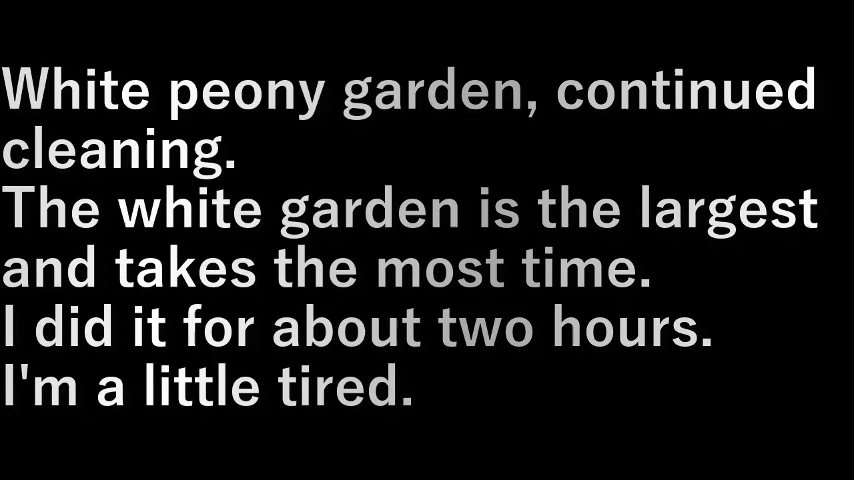 White peony garden, continued
cleaning.
The white garden is the largest
and takes the most time.
I did it for about two hours.
I'm a little tired.